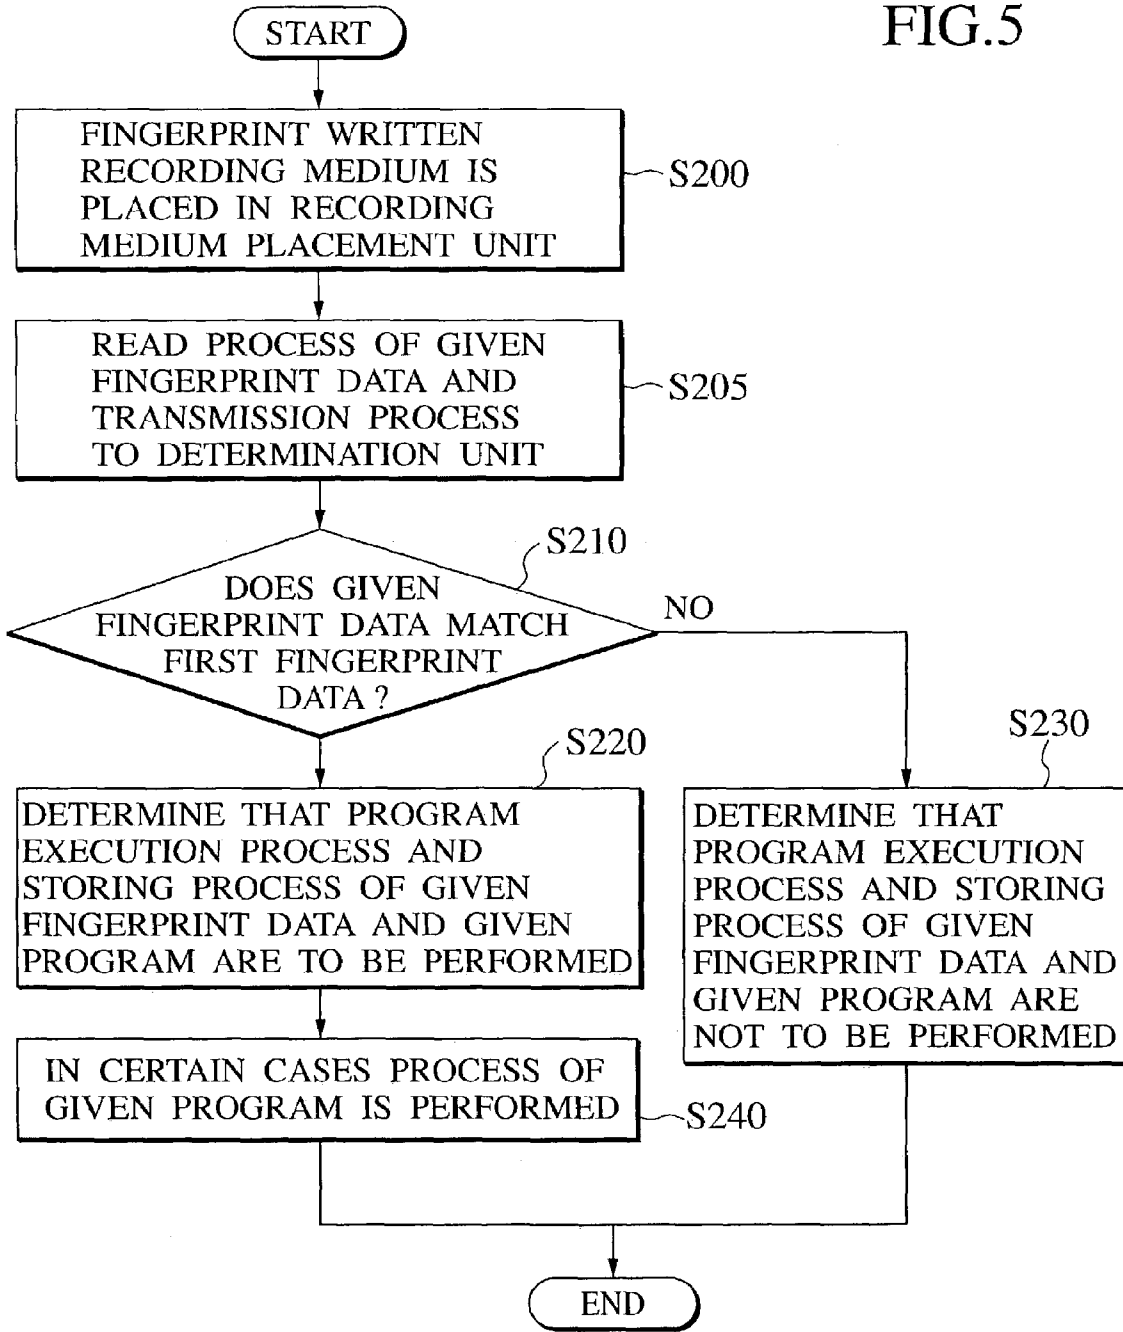 FIG.5
START
FINGERPRINT WRITTEN
RECORDING MEDIUM IS
PLACED IN RECORDING
MEDIUM PLACEMENT UNIT
S200
READ PROCESS OF GIVEN
FINGERPRINT DATA AND
TRANSMISSION PROCESS
TO DETERMINATION UNIT
S205
S210
DOES GIVEN
FINGERPRINT DATA MATCH
FIRST FINGERPRINT
DATA?
NO
S220
DETERMINE THAT PROGRAM
EXECUTION PROCESS AND
STORING PROCESS OF GIVEN
FINGERPRINT DATA AND GIVEN
PROGRAM ARE TO BE PERFORMED
S230
DETERMINE THAT
PROGRAM EXECUTION
PROCESS AND STORING
PROCESS OF GIVEN
FINGERPRINT DATA AND
GIVEN PROGRAM ARE
NOT TO BE PERFORMED
IN CERTAIN CASES PROCESS OF
GIVEN PROGRAM IS PERFORMED
S240
END